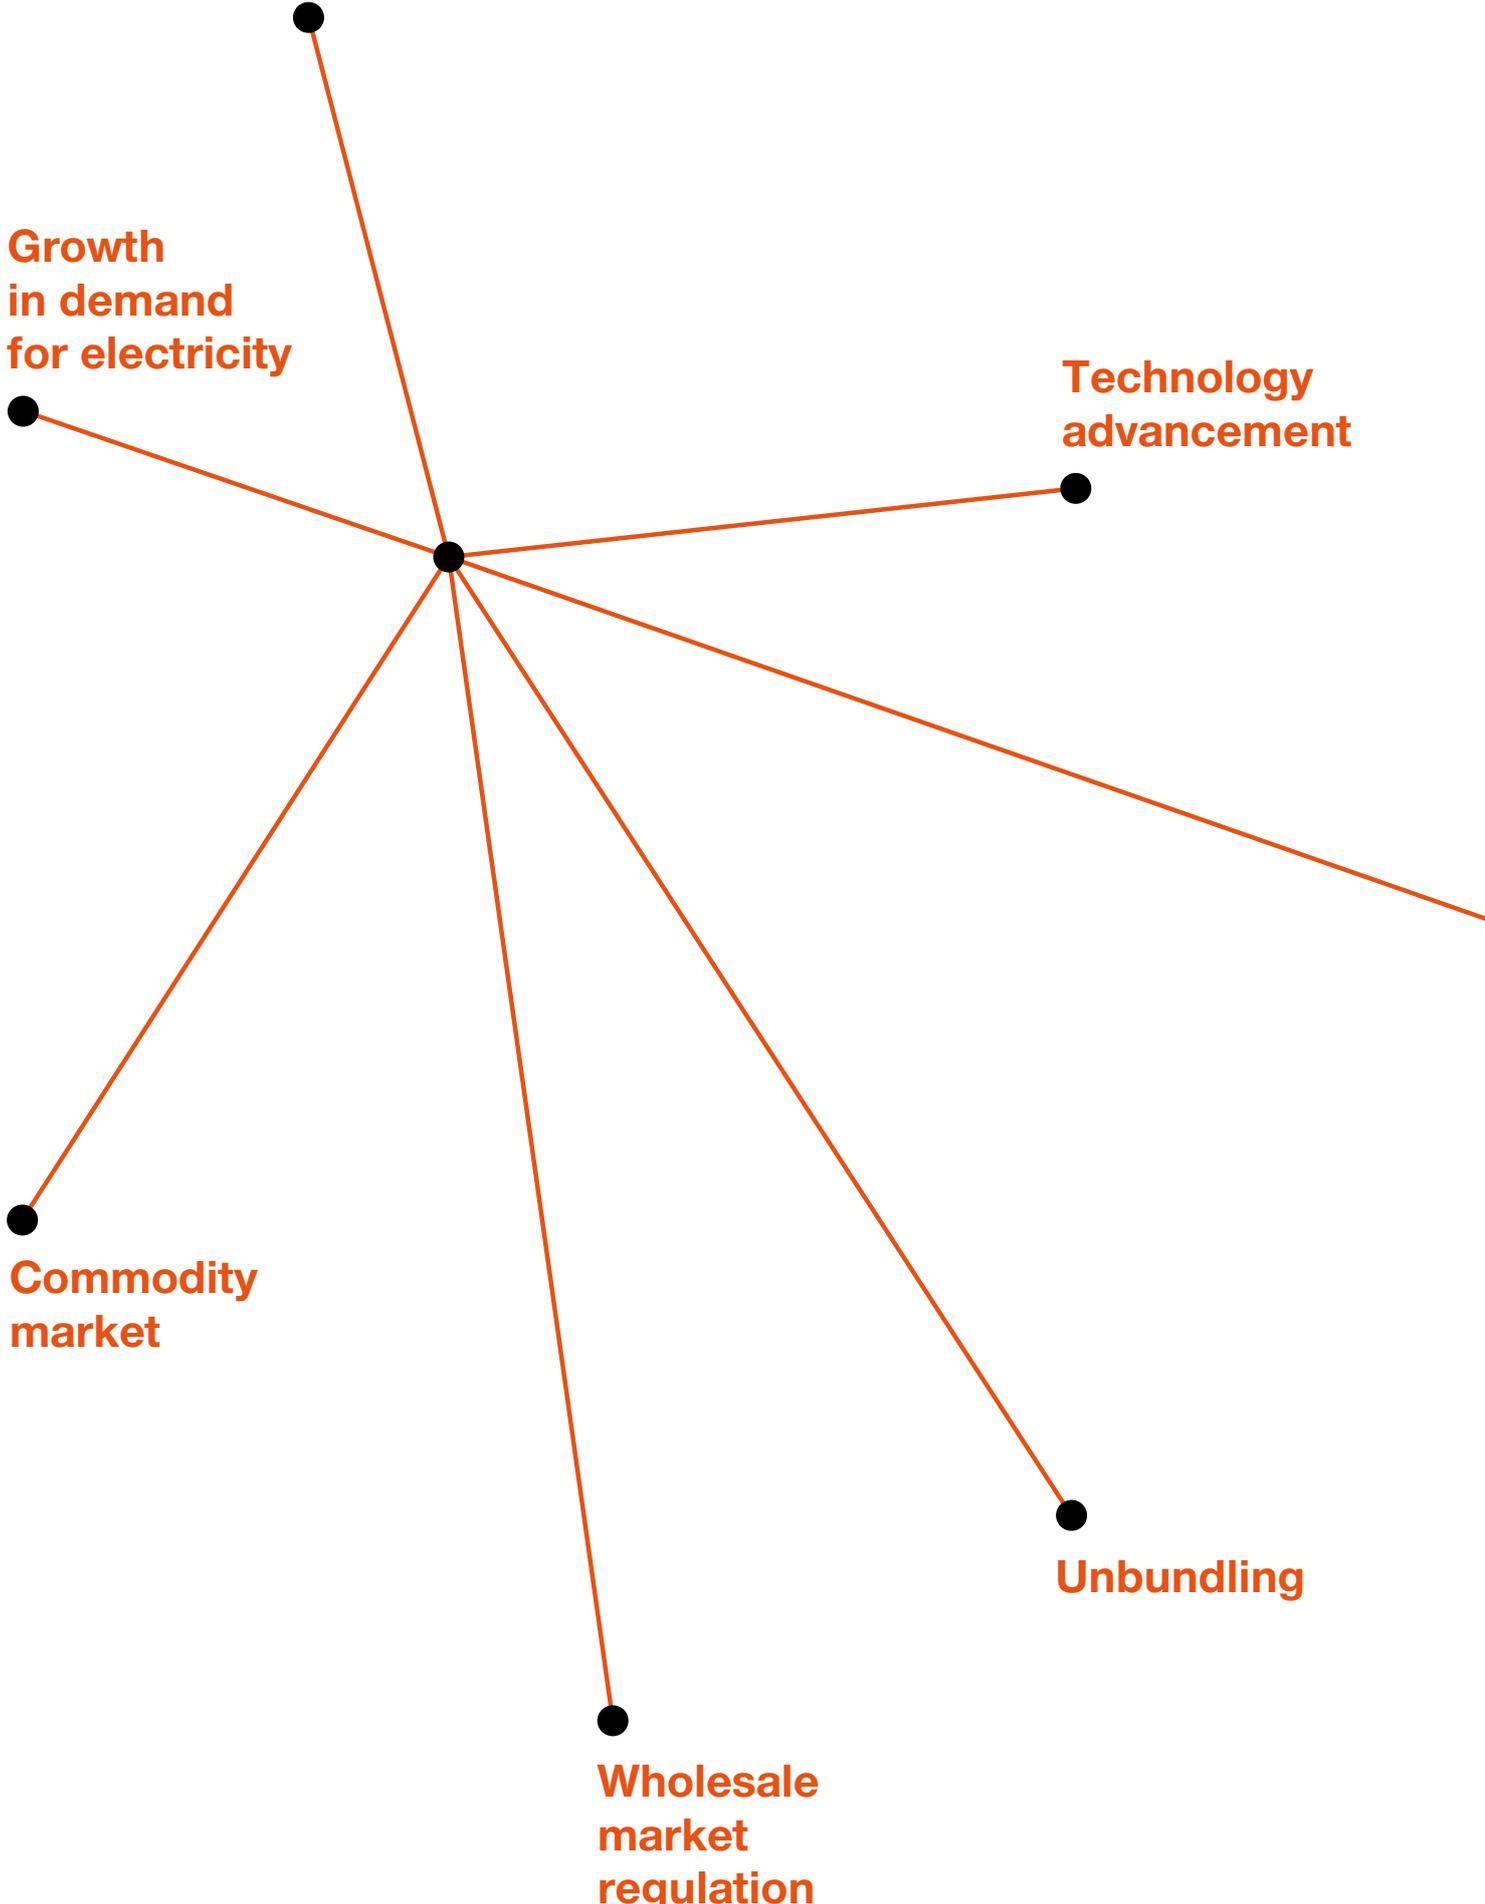 Growth
in demand
for electricity
Technology
advancement
Commodity
market
Unbundling
Wholesale
market
regulation